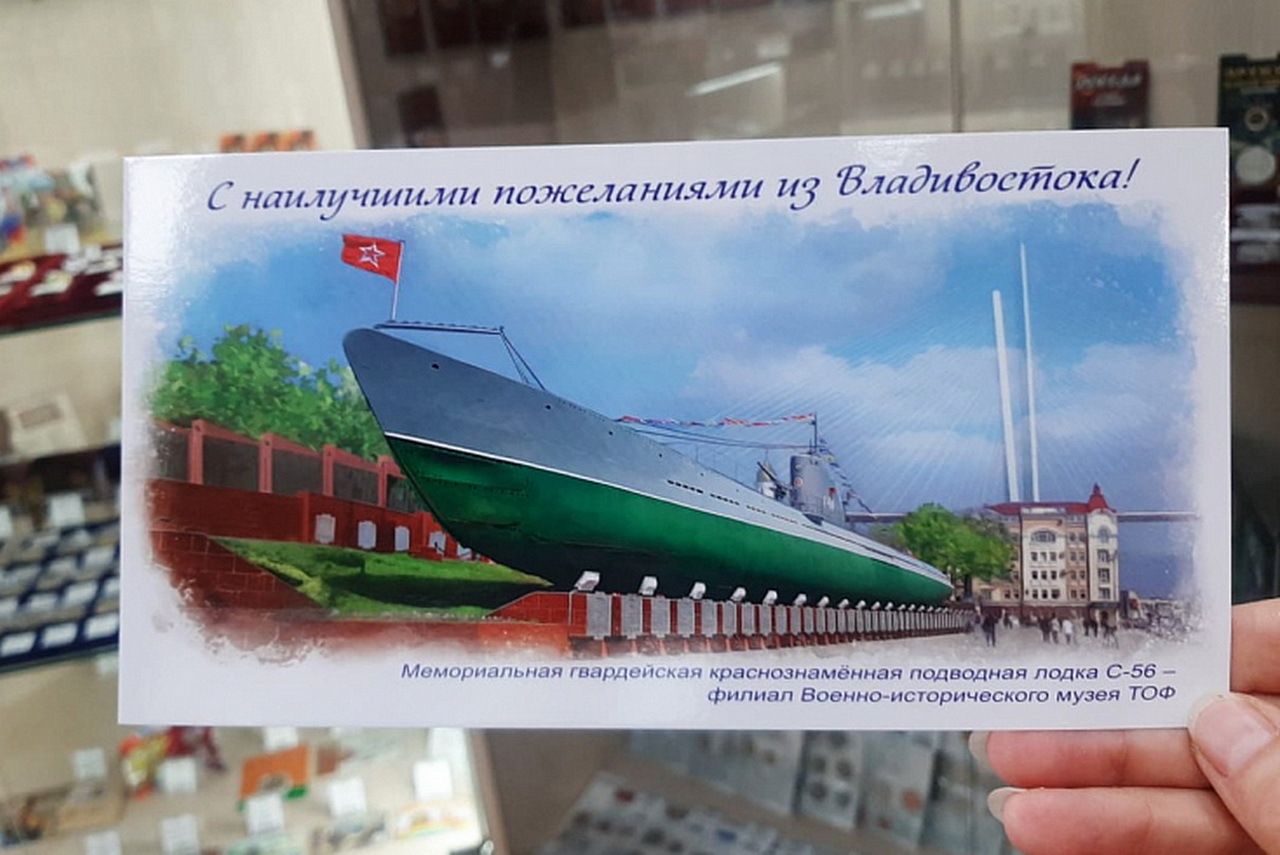 С наилучшими пожеланиями из Владивостока!
Мемориальная гвардейская краснознамённая подводная лодка С-56 –
филиал Военно-исторического музея ТОФ